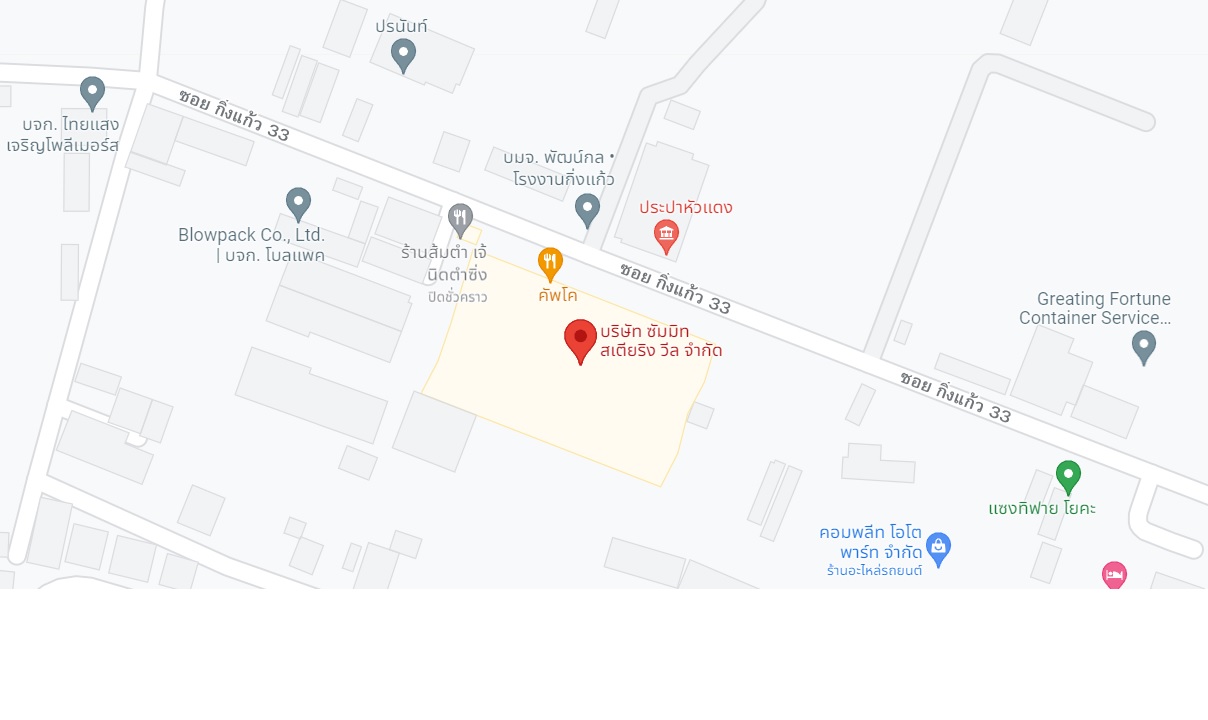 ปรนันท์
ซอย กิ่งแก้ว 33
บจก. ไทยแสง
เจริญโพลีเมอร์ส
บมจ. พัฒน์กล •
โรงงานกิ่งแก้ว
ประปาหัวแดง
Blowpack Co., Ltd.
| บจก. โบลแพค
ร้านส้มตำ เจ้
นิดตำซิ่ง
ปิดชั่วคราว
คัพโค
ซอย กิ่งแก้ว 33
บริษัท ซัมมิท
สเตียริง วีล จำกัด
Greating Fortune
Container Service...
ซอย กิ่งแก้ว 33
แซงทิฟาย โยคะ
คอมพลีท โอโต
พาร์ท จำกัด
ร้านอะไหล่รถยนต์